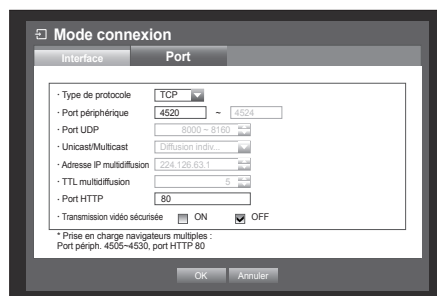 Mode connexion
Interface
Port
· Type de protocole TCP
· Port périphérique 4520 ~ 4524
· Port UDP 8000 ~ 8160
· Unicast/Multicast Diffusion indiv...
· Adresse IP multidiffusion 224.126.63.1
· TTL multidiffusion 5
· Port HTTP 80
· Transmission vidéo sécurisée ON OFF
* Prise en charge navigateurs multiples :
Port périph. 4505~4530, port HTTP 80
OK Annuler